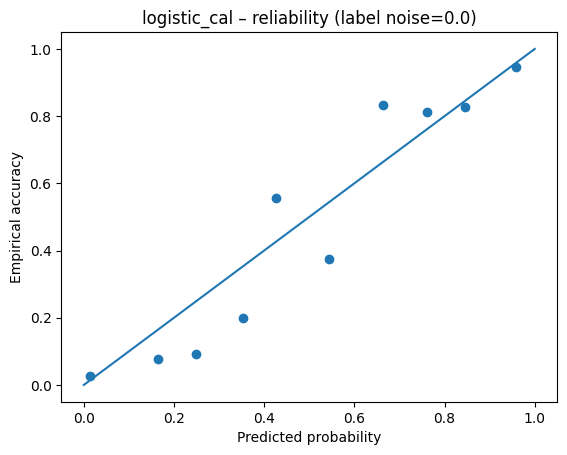 logistic_cal – reliability (label noise=0.0)
Empirical accuracy
1.0
0.8
0.6
0.4
0.2
0.0
0.0 0.2 0.4 0.6 0.8 1.0
Predicted probability